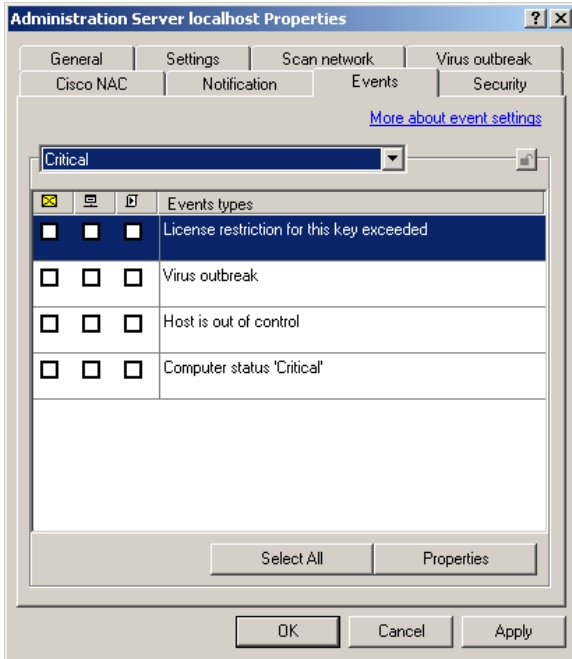 Administration Server localhost Properties
General Settings Scan network Virus outbreak
Cisco NAC Notification Events Security
More about event settings
Critical
Events types
License restriction for this key exceeded
Virus outbreak
Host is out of control
Computer status 'Critical'
Select All Properties
OK Cancel Apply